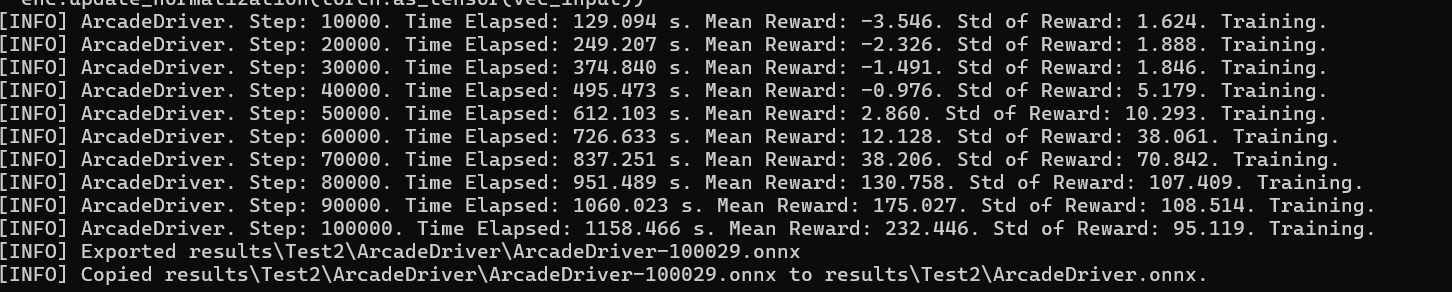 enc.update_normalization(torch.as_tensor(vec_input))
[INFO] ArcadeDriver. Step: 10000. Time Elapsed: 129.094 s. Mean Reward: -3.546. Std of Reward: 1.624. Training.
[INFO] ArcadeDriver. Step: 20000. Time Elapsed: 249.207 s. Mean Reward: -2.326. Std of Reward: 1.888. Training.
[INFO] ArcadeDriver. Step: 30000. Time Elapsed: 374.840 s. Mean Reward: -1.491. Std of Reward: 1.846. Training.
[INFO] ArcadeDriver. Step: 40000. Time Elapsed: 495.473 s. Mean Reward: -0.976. Std of Reward: 5.179. Training.
[INFO] ArcadeDriver. Step: 50000. Time Elapsed: 612.103 s. Mean Reward: 2.860. Std of Reward: 10.293. Training.
[INFO] ArcadeDriver. Step: 60000. Time Elapsed: 726.633 s. Mean Reward: 12.128. Std of Reward: 38.061. Training.
[INFO] ArcadeDriver. Step: 70000. Time Elapsed: 837.251 s. Mean Reward: 38.206. Std of Reward: 70.842. Training.
[INFO] ArcadeDriver. Step: 80000. Time Elapsed: 951.489 s. Mean Reward: 130.758. Std of Reward: 107.409. Training.
[INFO] ArcadeDriver. Step: 90000. Time Elapsed: 1060.023 s. Mean Reward: 175.027. Std of Reward: 108.514. Training.
[INFO] ArcadeDriver. Step: 100000. Time Elapsed: 1158.466 s. Mean Reward: 232.446. Std of Reward: 95.119. Training.
[INFO] Exported results\Test2\ArcadeDriver\ArcadeDriver-100029.onnx
[INFO] Copied results\Test2\ArcadeDriver\ArcadeDriver-100029.onnx to results\Test2\ArcadeDriver.onnx.